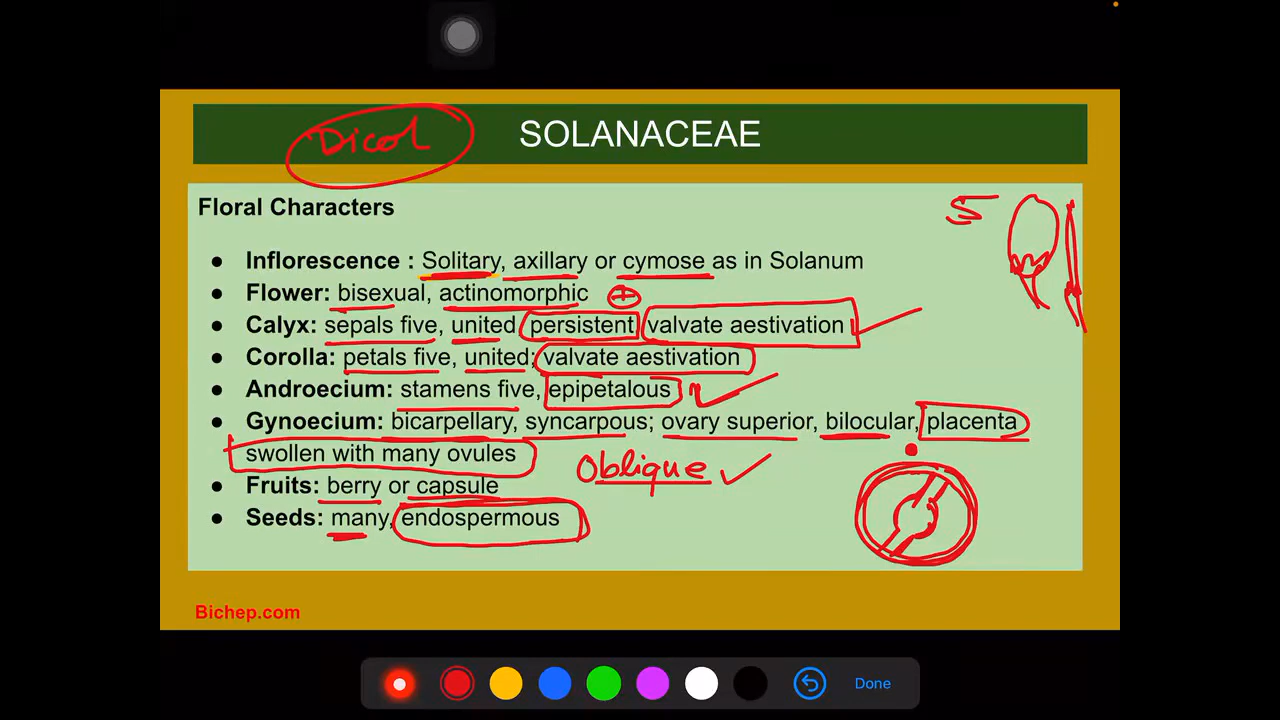 Dicot SOLANACEAE
Floral Characters
5
● Inflorescence : Solitary, axillary or cymose as in Solanum
● Flower: bisexual, actinomorphic ⊕
● Calyx: sepals five, united persistent valvate aestivation
● Corolla: petals five, united; valvate aestivation
● Androecium: stamens five, epipetalous
● Gynoecium: bicarpellary, syncarpous; ovary superior, bilocular, placenta
swollen with many ovules
Oblique
● Fruits: berry or capsule
● Seeds: many, endospermous
Bichep.com
Done